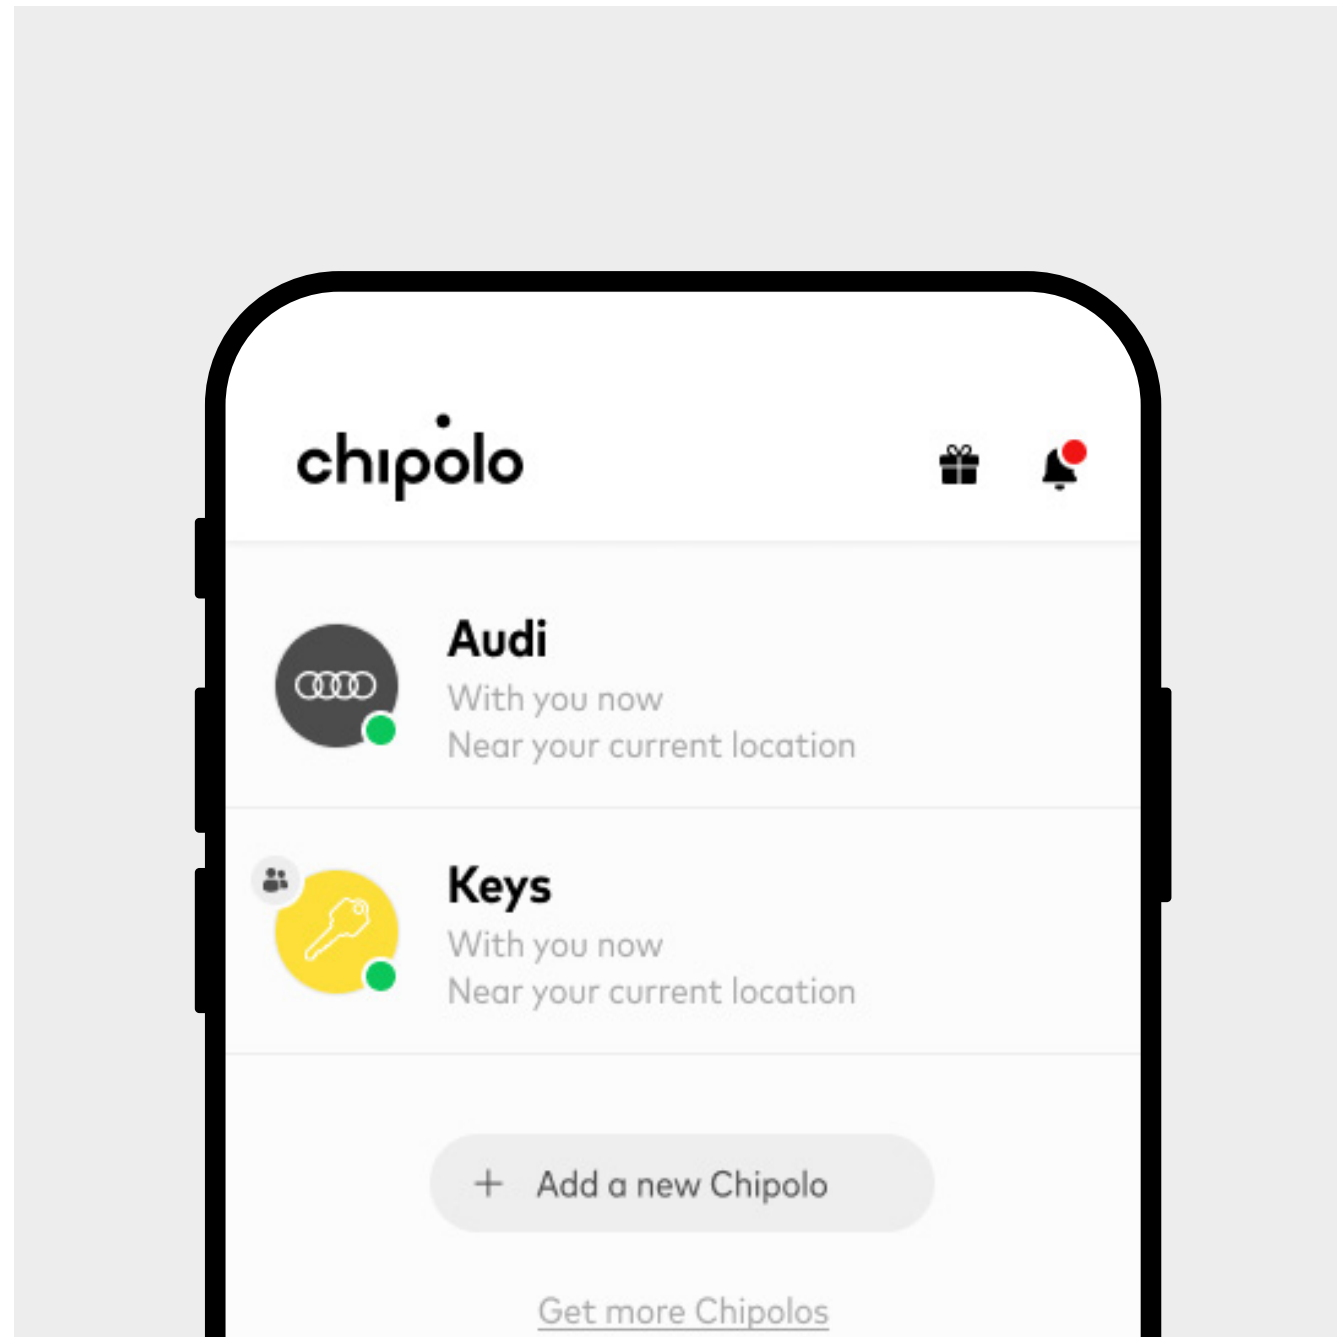 chipolo
Audi
With you now
Near your current location
Keys
With you now
Near your current location
+ Add a new Chipolo
Get more Chipolos